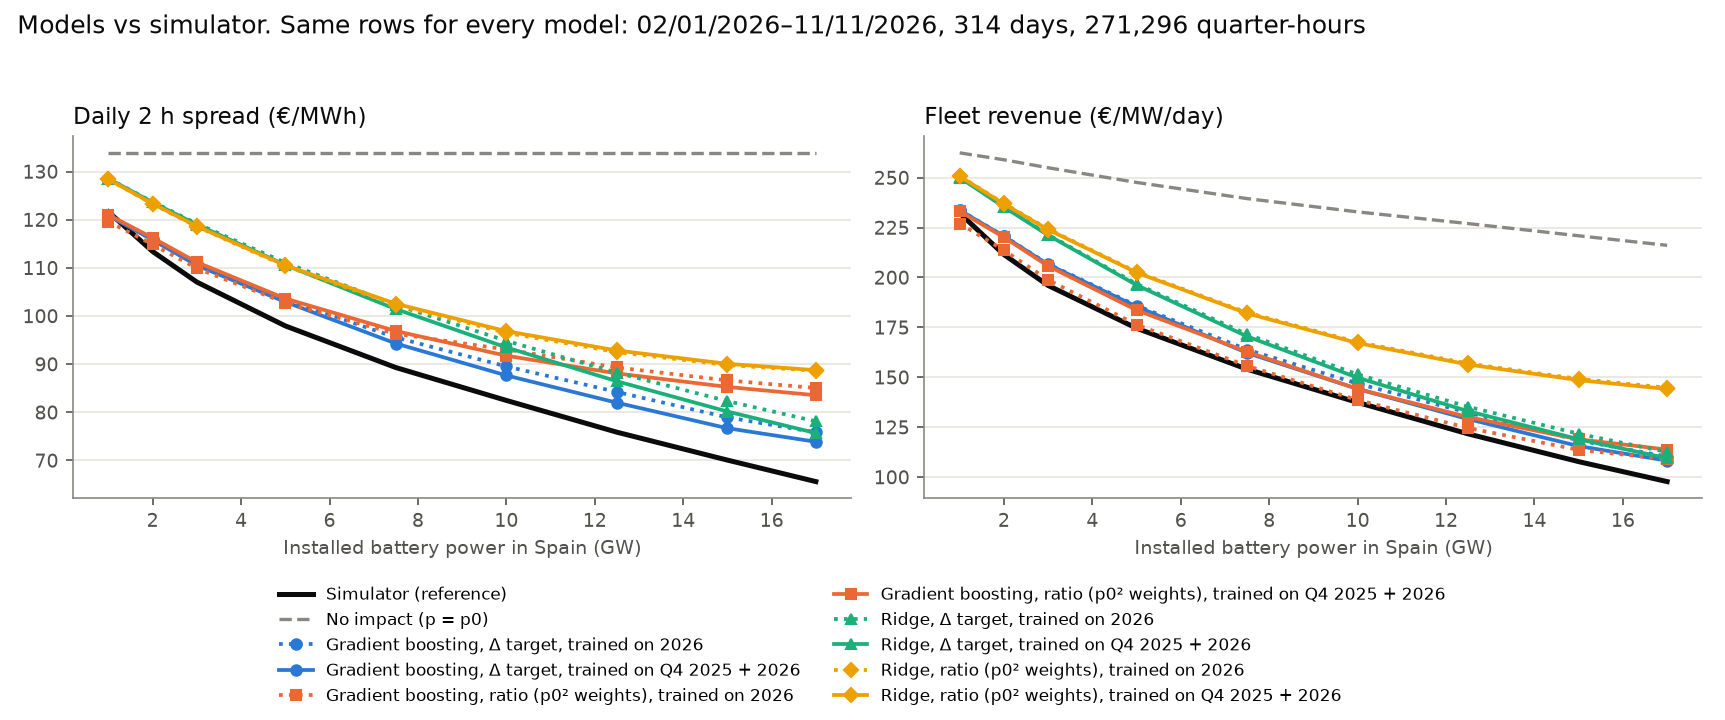 Models vs simulator. Same rows for every model: 02/01/2026–11/11/2026, 314 days, 271,296 quarter-hours
Daily 2 h spread (€/MWh)
130
120
110
100
90
80
70
2 4 6 8 10 12 14 16
Installed battery power in Spain (GW)
Fleet revenue (€/MW/day)
250
225
200
175
150
125
100
2 4 6 8 10 12 14 16
Installed battery power in Spain (GW)
Simulator (reference)
No impact (p = p0)
Gradient boosting, Δ target, trained on 2026
Gradient boosting, Δ target, trained on Q4 2025 + 2026
Gradient boosting, ratio (p0² weights), trained on 2026
Gradient boosting, ratio (p0² weights), trained on Q4 2025 + 2026
Ridge, Δ target, trained on 2026
Ridge, Δ target, trained on Q4 2025 + 2026
Ridge, ratio (p0² weights), trained on 2026
Ridge, ratio (p0² weights), trained on Q4 2025 + 2026